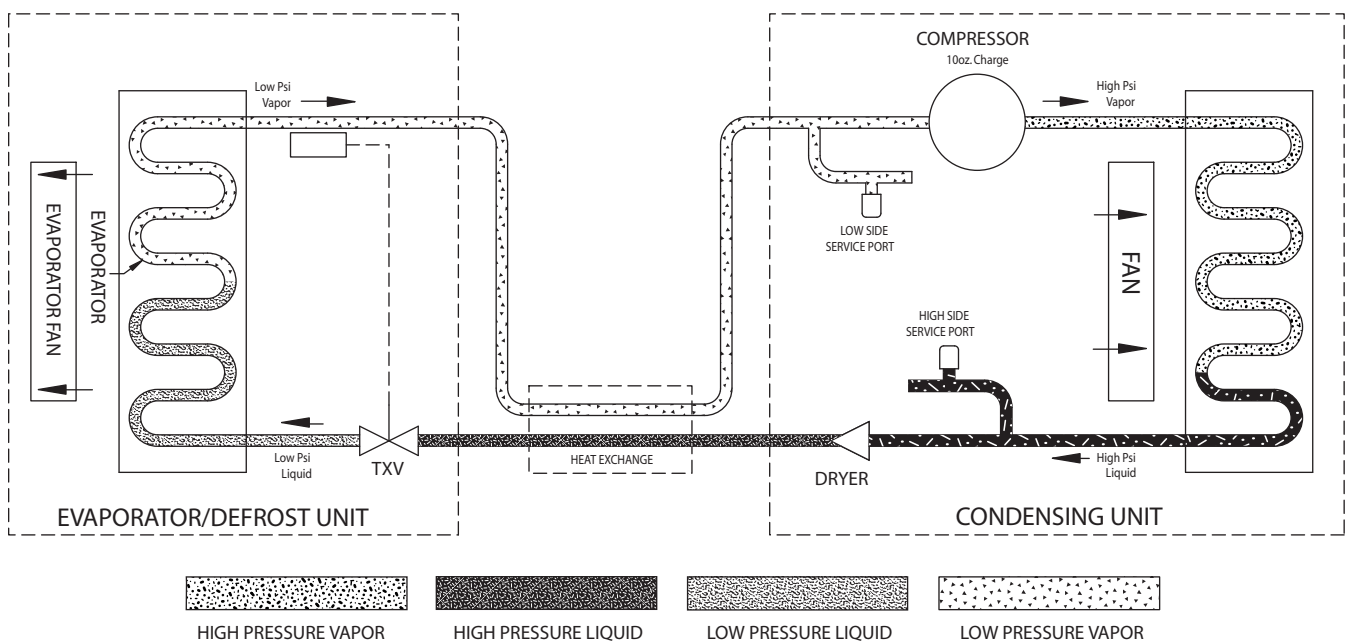 COMPRESSOR
10oz. Charge
Low Psi
Vapor
High Psi
Vapor
EVAPORATOR FAN
EVAPORATOR
LOW SIDE
SERVICE PORT
FAN
HIGH SIDE
SERVICE PORT
Low Psi
Liquid
TXV
HEAT EXCHANGE
DRYER
High Psi
Liquid
EVAPORATOR/DEFROST UNIT
CONDENSING UNIT
HIGH PRESSURE VAPOR
HIGH PRESSURE LIQUID
LOW PRESSURE LIQUID
LOW PRESSURE VAPOR